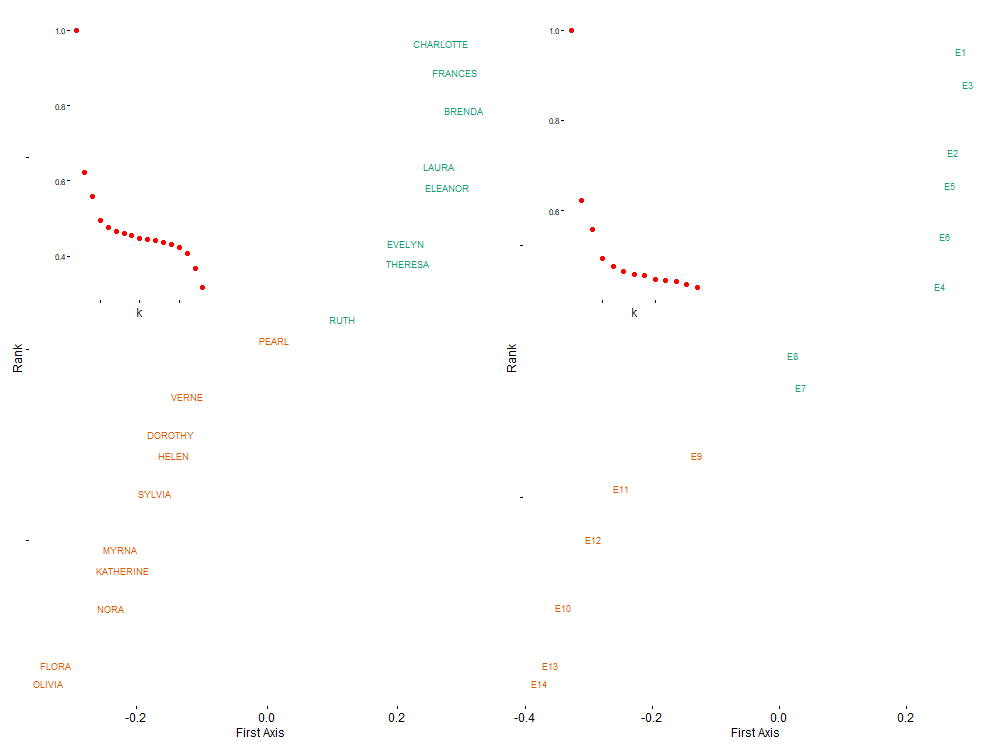 1.0
CHARLOTTE
FRANCES
0.8
BRENDA
LAURA
0.6
ELEANOR
EVELYN
0.4
THERESA
k
RUTH
PEARL
Rank
VERNE
DOROTHY
HELEN
SYLVIA
MYRNA
KATHERINE
NORA
FLORA
OLIVIA
-0.2 0.0 0.2
First Axis
1.0
E1
E3
0.8
E2
E5
0.6
E6
E4
k
E8
Rank
E7
E9
E11
E12
E10
E13
E14
-0.4 -0.2 0.0 0.2
First Axis